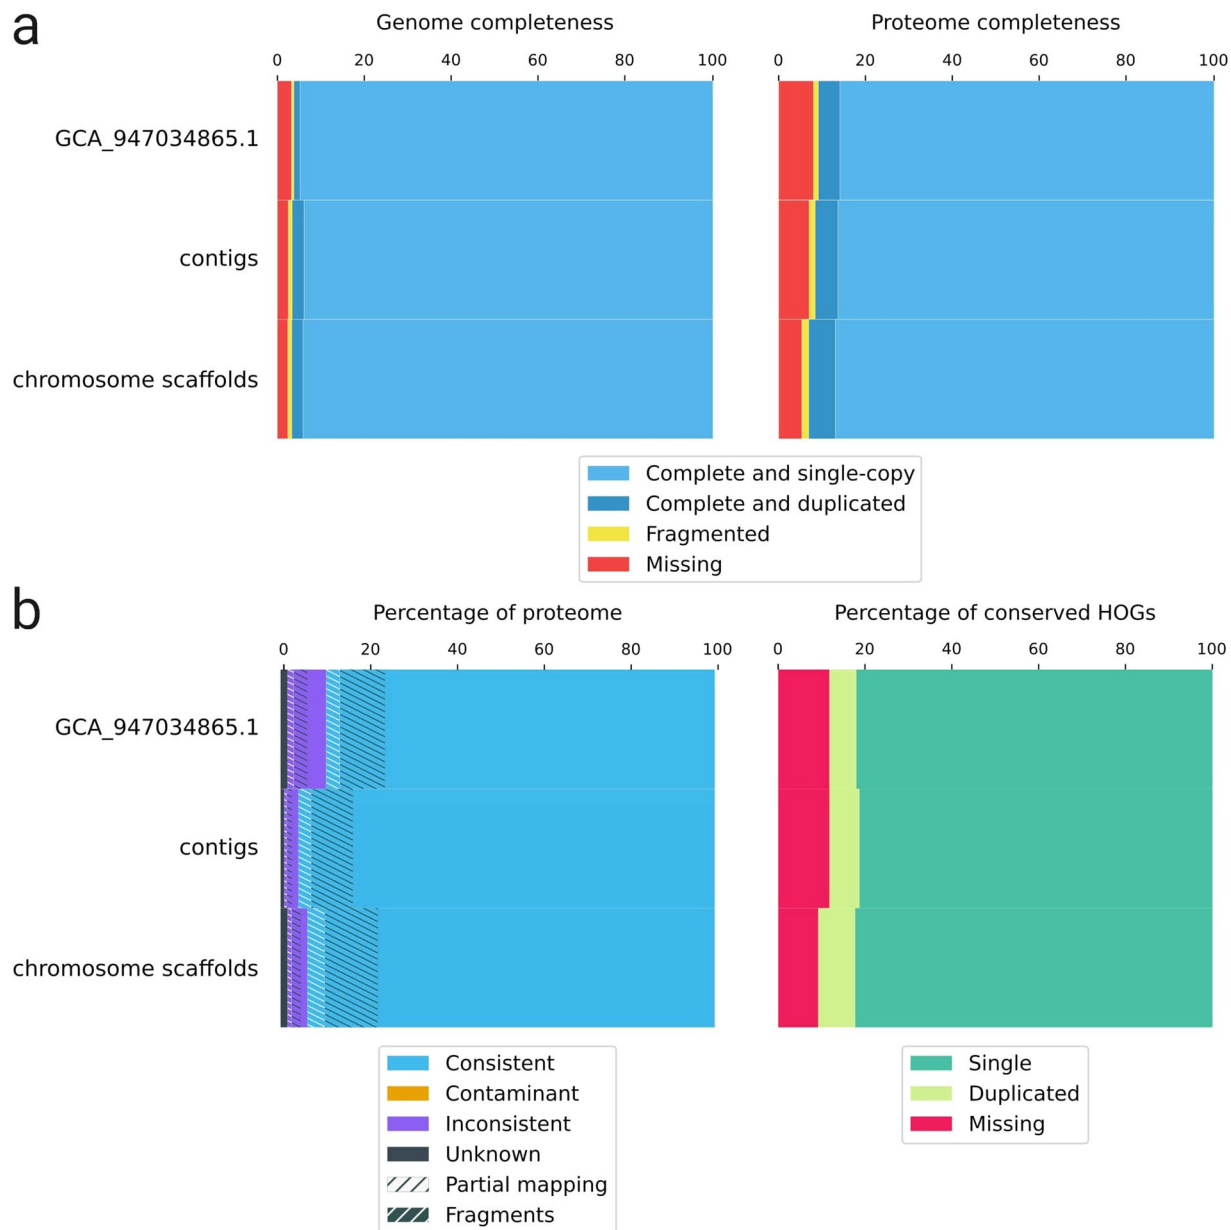 a
Genome completeness
Proteome completeness
0 20 40 60 80 100
0 20 40 60 80 100
GCA_947034865.1
contigs
chromosome scaffolds
Complete and single-copy
Complete and duplicated
Fragmented
Missing
b
Percentage of proteome
Percentage of conserved HOGs
0 20 40 60 80 100
0 20 40 60 80 100
GCA_947034865.1
contigs
chromosome scaffolds
Consistent
Contaminant
Inconsistent
Unknown
Partial mapping
Fragments
Single
Duplicated
Missing